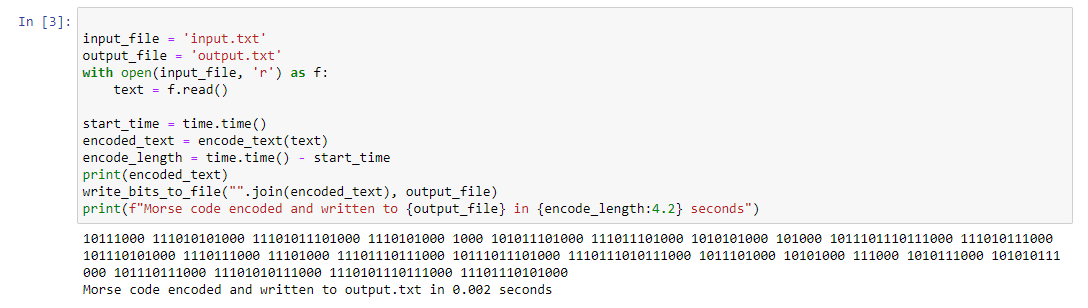 In [3]:
input_file = 'input.txt'
output_file = 'output.txt'
with open(input_file, 'r') as f:
    text = f.read()

start_time = time.time()
encoded_text = encode_text(text)
encode_length = time.time() - start_time
print(encoded_text)
write_bits_to_file("".join(encoded_text), output_file)
print(f"Morse code encoded and written to {output_file} in {encode_length:4.2} seconds")
10111000 111010101000 11101011101000 1110101000 1000 101011101000 111011101000 1010101000 101000 1011101110111000 111010111000
101110101000 1110111000 11101000 11101110111000 10111011101000 1110111010111000 1011101000 10101000 111000 1010111000 101010111
000 101110111000 11101010111000 1110101110111000 11101110101000
Morse code encoded and written to output.txt in 0.002 seconds